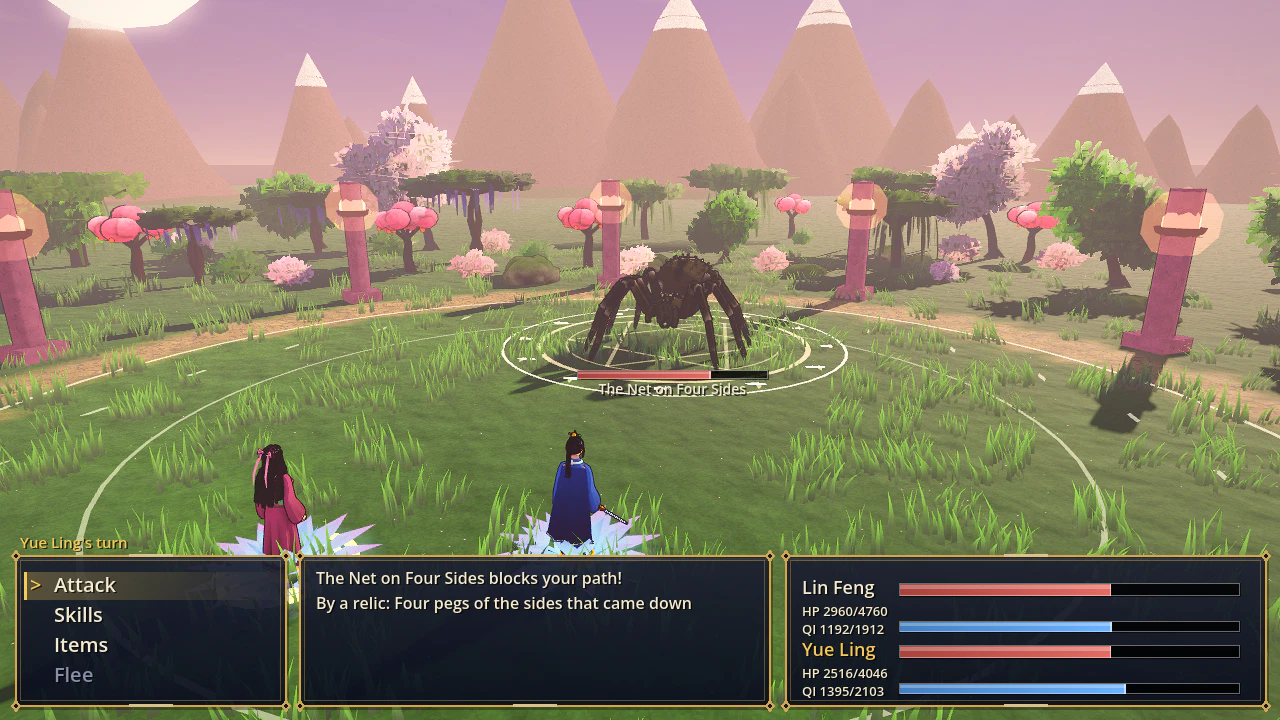 The Net on Four Sides
Yue Ling's turn
> Attack
Skills
Items
Flee
The Net on Four Sides blocks your path!
By a relic: Four pegs of the sides that came down
Lin Feng
HP 2960/4760
QI 1192/1912
Yue Ling
HP 2516/4046
QI 1395/2103